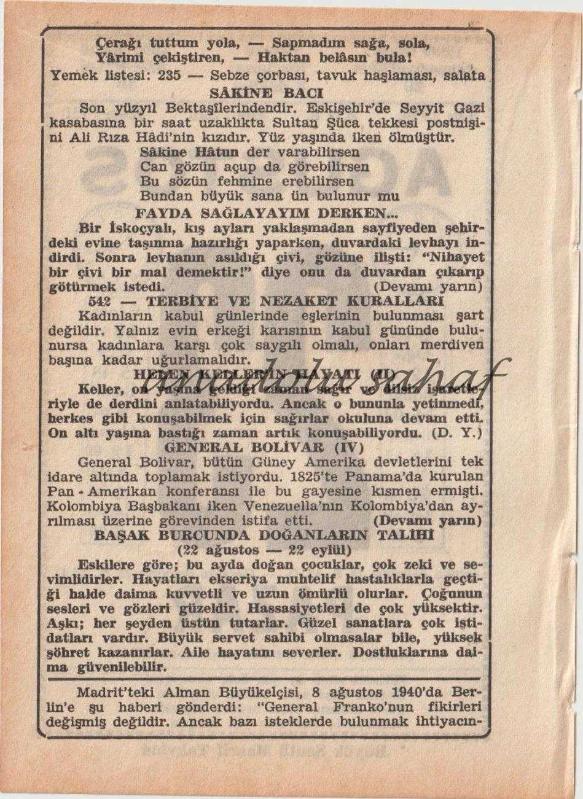 Çerağı tuttum yola, — Sapmadım sağa, sola,
Yârimi çekiştiren, — Haktan belâsın bula!
Yemek listesi: 235 — Sebze çorbası, tavuk haşlaması, salata
SÂKİNE BACI
Son yüzyıl Bektaşîlerindendir. Eskişehir'de Seyyit Gazi
kasabasına bir saat uzaklıkta Sultan Şüca tekkesi postnişi-
ni Ali Rıza Hâdi'nin kızıdır. Yüz yaşında iken ölmüştür.
Sâkine Hâtun der varabilirsen
Can gözün açup da görebilirsen
Bu sözün fehmine erebilirsen
Bundan büyük sana ün bulunur mu
FAYDA SAĞLAYAYIM DERKEN...
Bir İskoçyalı, kış ayları yaklaşmadan sayfiyeden şehir-
deki evine taşınma hazırlığı yaparken, duvardaki levhayı in-
dirdi. Sonra levhanın asıldığı çivi, gözüne ilişti: "Nihayet
bir çivi bir mal demektir!" diye onu da duvardan çıkarıp
götürmek istedi. (Devamı yarın)
542 — TERBİYE VE NEZAKET KURALLARI
Kadınların kabul günlerinde eşlerinin bulunması şart
değildir. Yalnız evin erkeği karısının kabul gününde bulu-
nursa kadınlara karşı çok saygılı olmalı, onları merdiven
başına kadar uğurlamalıdır.
HELEN KELLER'İN HAYATI (II)
Keller, on yaşına geldiği zaman sağır ve dilsiz işaretle-
riyle de derdini anlatabiliyordu. Ancak o bununla yetinmedi,
herkes gibi konuşabilmek için sağırlar okuluna devam etti.
On altı yaşına bastığı zaman artık konuşabiliyordu. (D. Y.)
anadolu sahaf
GENERAL BOLİVAR (IV)
General Bolivar, bütün Güney Amerika devletlerini tek
idare altında toplamak istiyordu. 1825'te Panama'da kurulan
Pan - Amerikan konferansı ile bu gayesine kısmen ermişti.
Kolombiya Başbakanı iken Venezuella'nın Kolombiya'dan ay-
rılması üzerine görevinden istifa etti. (Devamı yarın)
BAŞAK BURCUNDA DOĞANLARIN TALİHİ
(22 ağustos — 22 eylül)
Eskilere göre; bu ayda doğan çocuklar, çok zeki ve se-
vimlidirler. Hayatları ekseriya muhtelif hastalıklarla geçti-
ği halde daima kuvvetli ve uzun ömürlü olurlar. Çoğunun
sesleri ve gözleri güzeldir. Hassasiyetleri de çok yüksektir.
Aşkı; her şeyden üstün tutarlar. Güzel sanatlara çok isti-
datları vardır. Büyük servet sahibi olmasalar bile, yüksek
şöhret kazanırlar. Aile hayatını severler. Dostluklarına dai-
ma güvenilebilir.
Madrit'teki Alman Büyükelçisi, 8 ağustos 1940'da Ber-
lin'e şu haberi gönderdi: "General Franko'nun fikirleri
değişmiş değildir. Ancak bazı isteklerde bulunmak ihtiyacın-